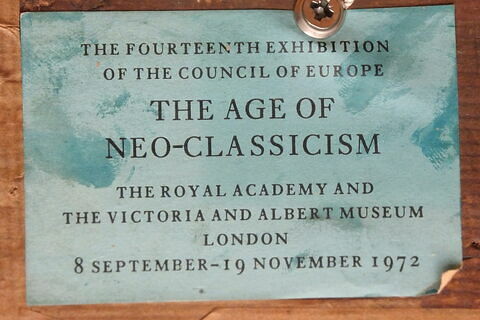 THE FOURTEENTH EXHIBITION
OF THE COUNCIL OF EUROPE
THE AGE OF
NEO-CLASSICISM
THE ROYAL ACADEMY AND
THE VICTORIA AND ALBERT MUSEUM
LONDON
8 SEPTEMBER–19 NOVEMBER 1972